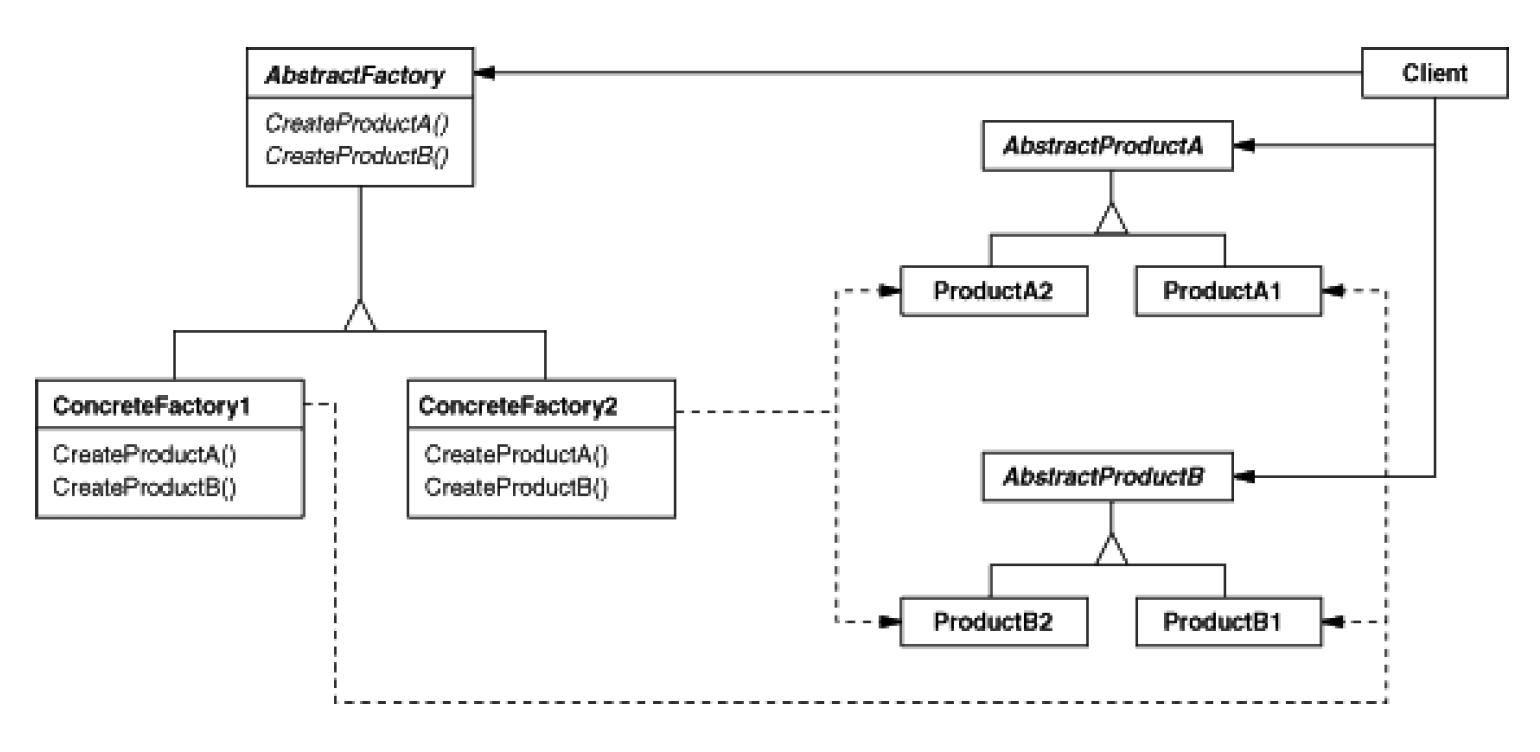 AbstractFactory
CreateProductA()
CreateProductB()
Client
AbstractProductA
ProductA2
ProductA1
ConcreteFactory1
CreateProductA()
CreateProductB()
ConcreteFactory2
CreateProductA()
CreateProductB()
AbstractProductB
ProductB2
ProductB1